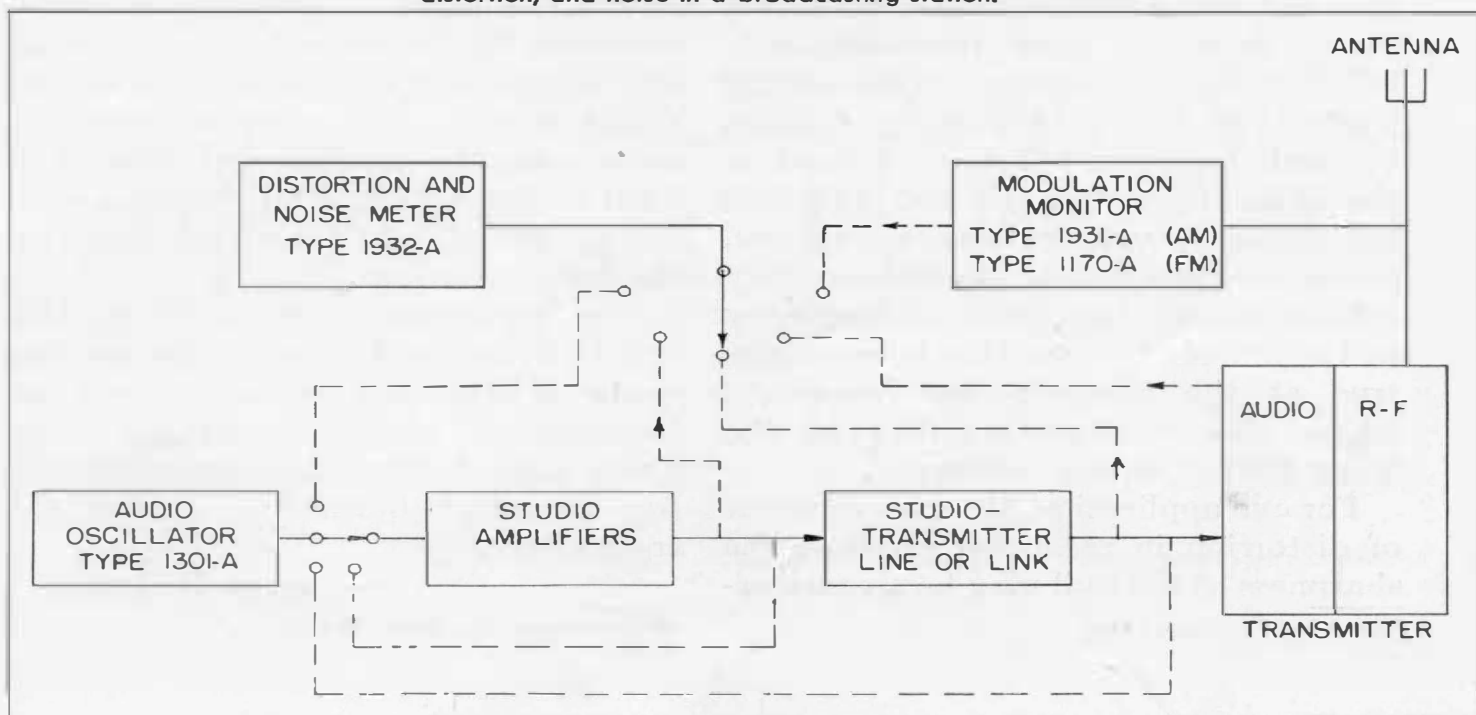 distortion, and noise in a broadcasting station.
ANTENNA
DISTORTION AND
NOISE METER
TYPE 1932-A
MODULATION
MONITOR
TYPE 1931-A (AM)
TYPE 1170-A (FM)
AUDIO
OSCILLATOR
TYPE 1301-A
STUDIO
AMPLIFIERS
STUDIO-
TRANSMITTER
LINE OR LINK
AUDIO
R-F
TRANSMITTER